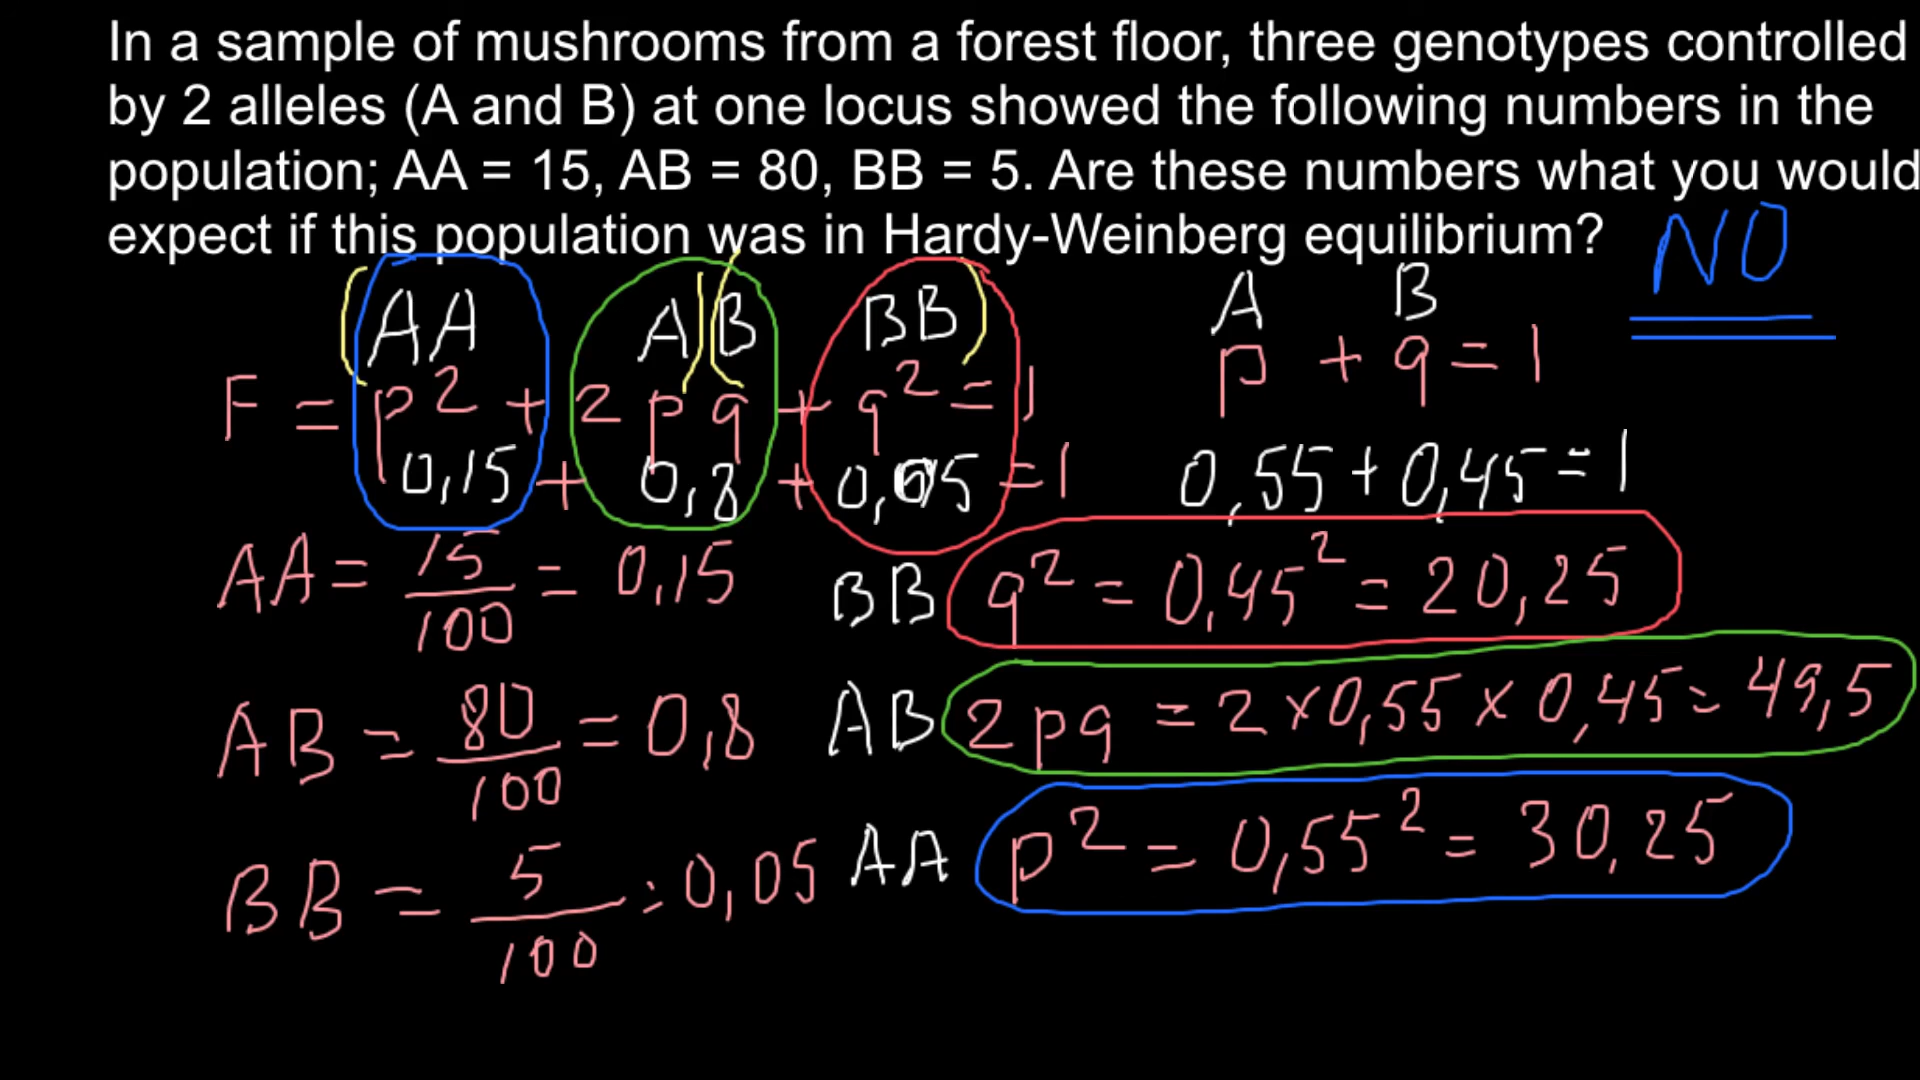 In a sample of mushrooms from a forest floor, three genotypes controlled
by 2 alleles (A and B) at one locus showed the following numbers in the
population; AA = 15, AB = 80, BB = 5. Are these numbers what you would
expect if this population was in Hardy-Weinberg equilibrium?
NO
AA AB BB
F = p² + 2pq + q² = 1
0,15 + 0,8 + 0,05 = 1
A B
p + q = 1
0,55 + 0,45 = 1
AA = 15/100 = 0,15
AB = 80/100 = 0,8
BB = 5/100 = 0,05
BB q² = 0,45² = 20,25
AB 2pq = 2 x 0,55 x 0,45 = 49,5
AA p² = 0,55² = 30,25